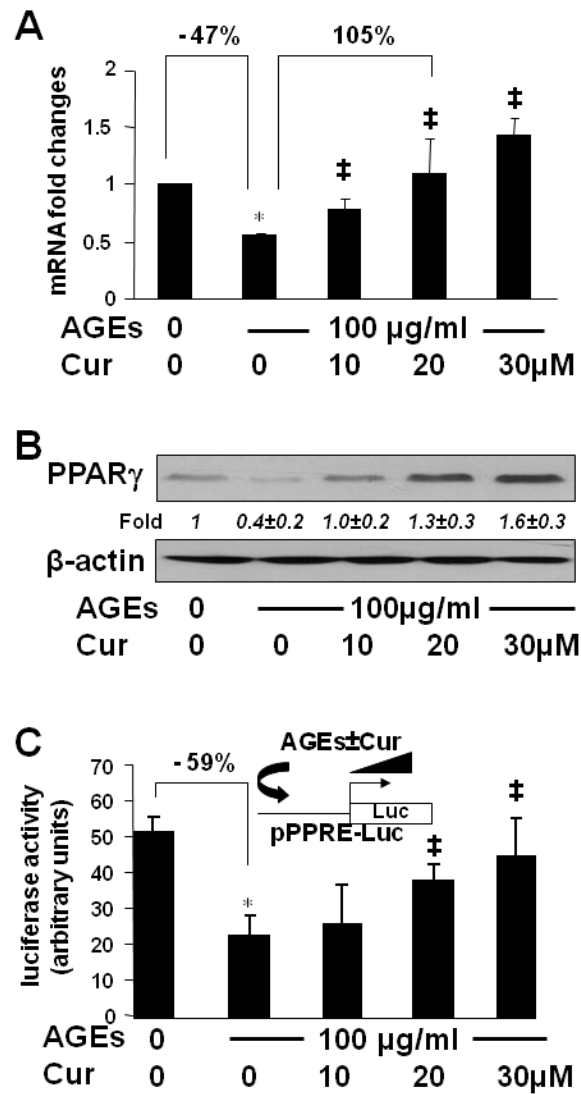 A
- 47%
105%
mRNA fold changes
2
1.5
1
0.5
0
*
‡
‡
‡
AGEs 0 100 μg/ml
Cur 0 0 10 20 30μM
B
PPARγ
Fold 1 0.4±0.2 1.0±0.2 1.3±0.3 1.6±0.3
β-actin
AGEs 0 100μg/ml
Cur 0 0 10 20 30μM
C
- 59%
AGEs±Cur
Luc
pPPRE-Luc
luciferase activity
(arbitrary units)
70
60
50
40
30
20
10
0
*
‡
‡
AGEs 0 100 μg/ml
Cur 0 0 10 20 30μM